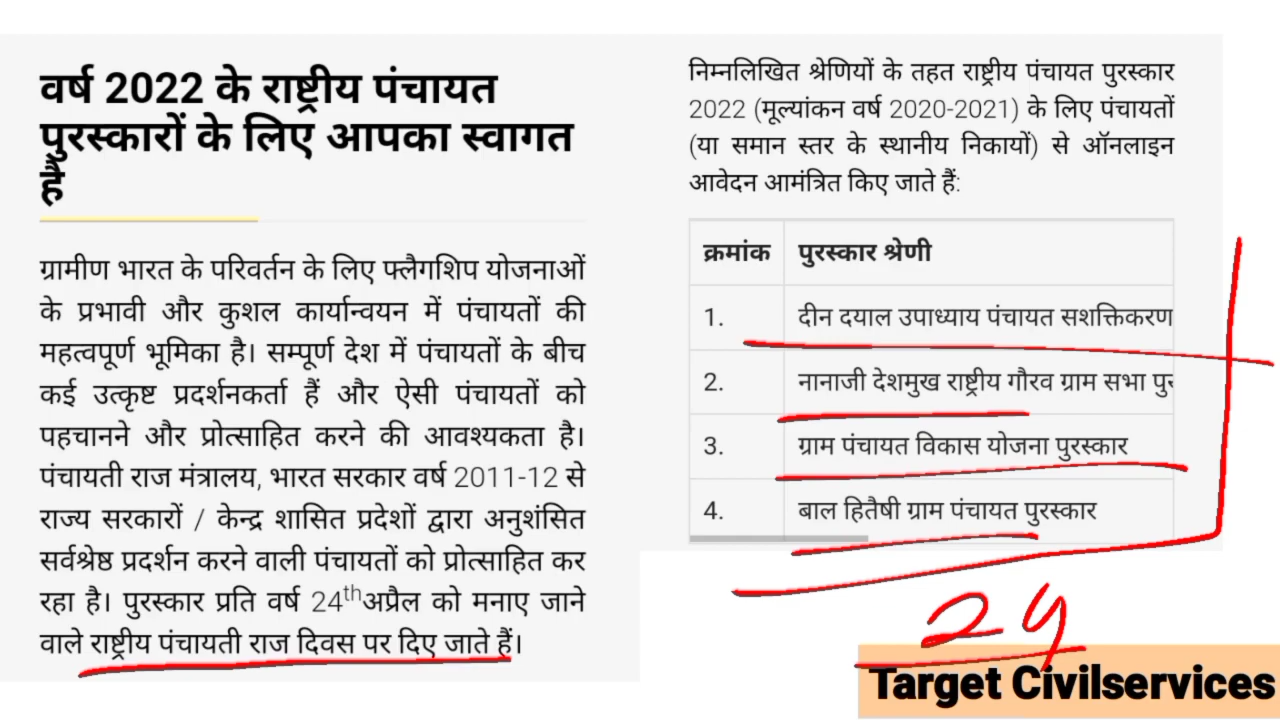 वर्ष 2022 के राष्ट्रीय पंचायत
पुरस्कारों के लिए आपका स्वागत
है
ग्रामीण भारत के परिवर्तन के लिए फ्लैगशिप योजनाओं
के प्रभावी और कुशल कार्यान्वयन में पंचायतों की
महत्वपूर्ण भूमिका है। सम्पूर्ण देश में पंचायतों के बीच
कई उत्कृष्ट प्रदर्शनकर्ता हैं और ऐसी पंचायतों को
पहचानने और प्रोत्साहित करने की आवश्यकता है।
पंचायती राज मंत्रालय, भारत सरकार वर्ष 2011-12 से
राज्य सरकारों / केन्द्र शासित प्रदेशों द्वारा अनुशंसित
सर्वश्रेष्ठ प्रदर्शन करने वाली पंचायतों को प्रोत्साहित कर
रहा है। पुरस्कार प्रति वर्ष 24thअप्रैल को मनाए जाने
वाले राष्ट्रीय पंचायती राज दिवस पर दिए जाते हैं।
निम्नलिखित श्रेणियों के तहत राष्ट्रीय पंचायत पुरस्कार
2022 (मूल्यांकन वर्ष 2020-2021) के लिए पंचायतों
(या समान स्तर के स्थानीय निकायों) से ऑनलाइन
आवेदन आमंत्रित किए जाते हैं:
क्रमांक पुरस्कार श्रेणी
1. दीन दयाल उपाध्याय पंचायत सशक्तिकरण
2. नानाजी देशमुख राष्ट्रीय गौरव ग्राम सभा
3. ग्राम पंचायत विकास योजना पुरस्कार
4. बाल हितैषी ग्राम पंचायत पुरस्कार
24
Target Civilservices